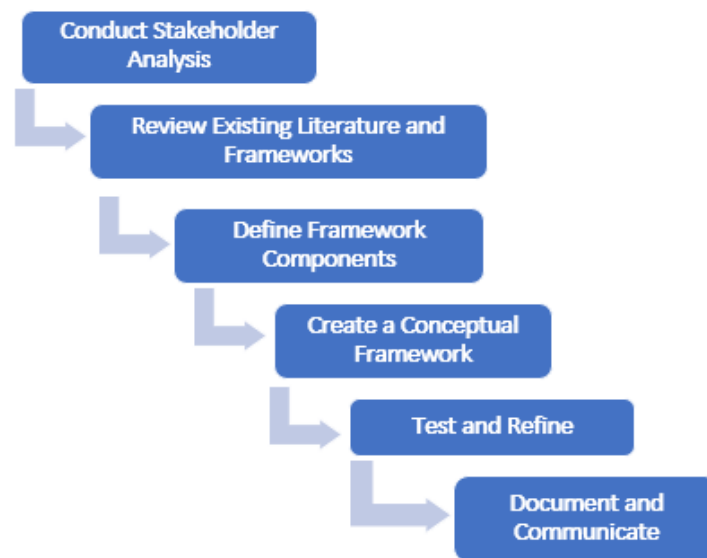 Conduct Stakeholder
Analysis
Review Existing Literature and
Frameworks
Define Framework
Components
Create a Conceptual
Framework
Test and Refine
Document and
Communicate